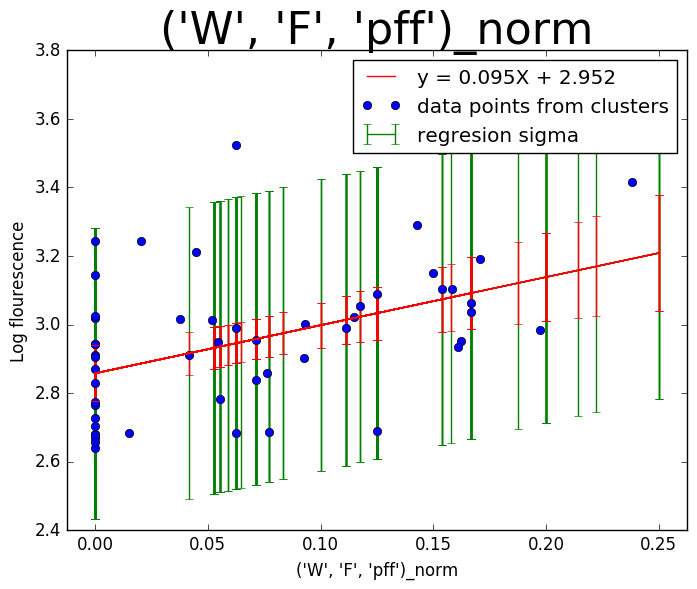 ('W', 'F', 'pff')_norm
y = 0.095X + 2.952
data points from clusters
regresion sigma
Log flourescence
3.8
3.6
3.4
3.2
3.0
2.8
2.6
2.4
0.00 0.05 0.10 0.15 0.20 0.25
('W', 'F', 'pff')_norm